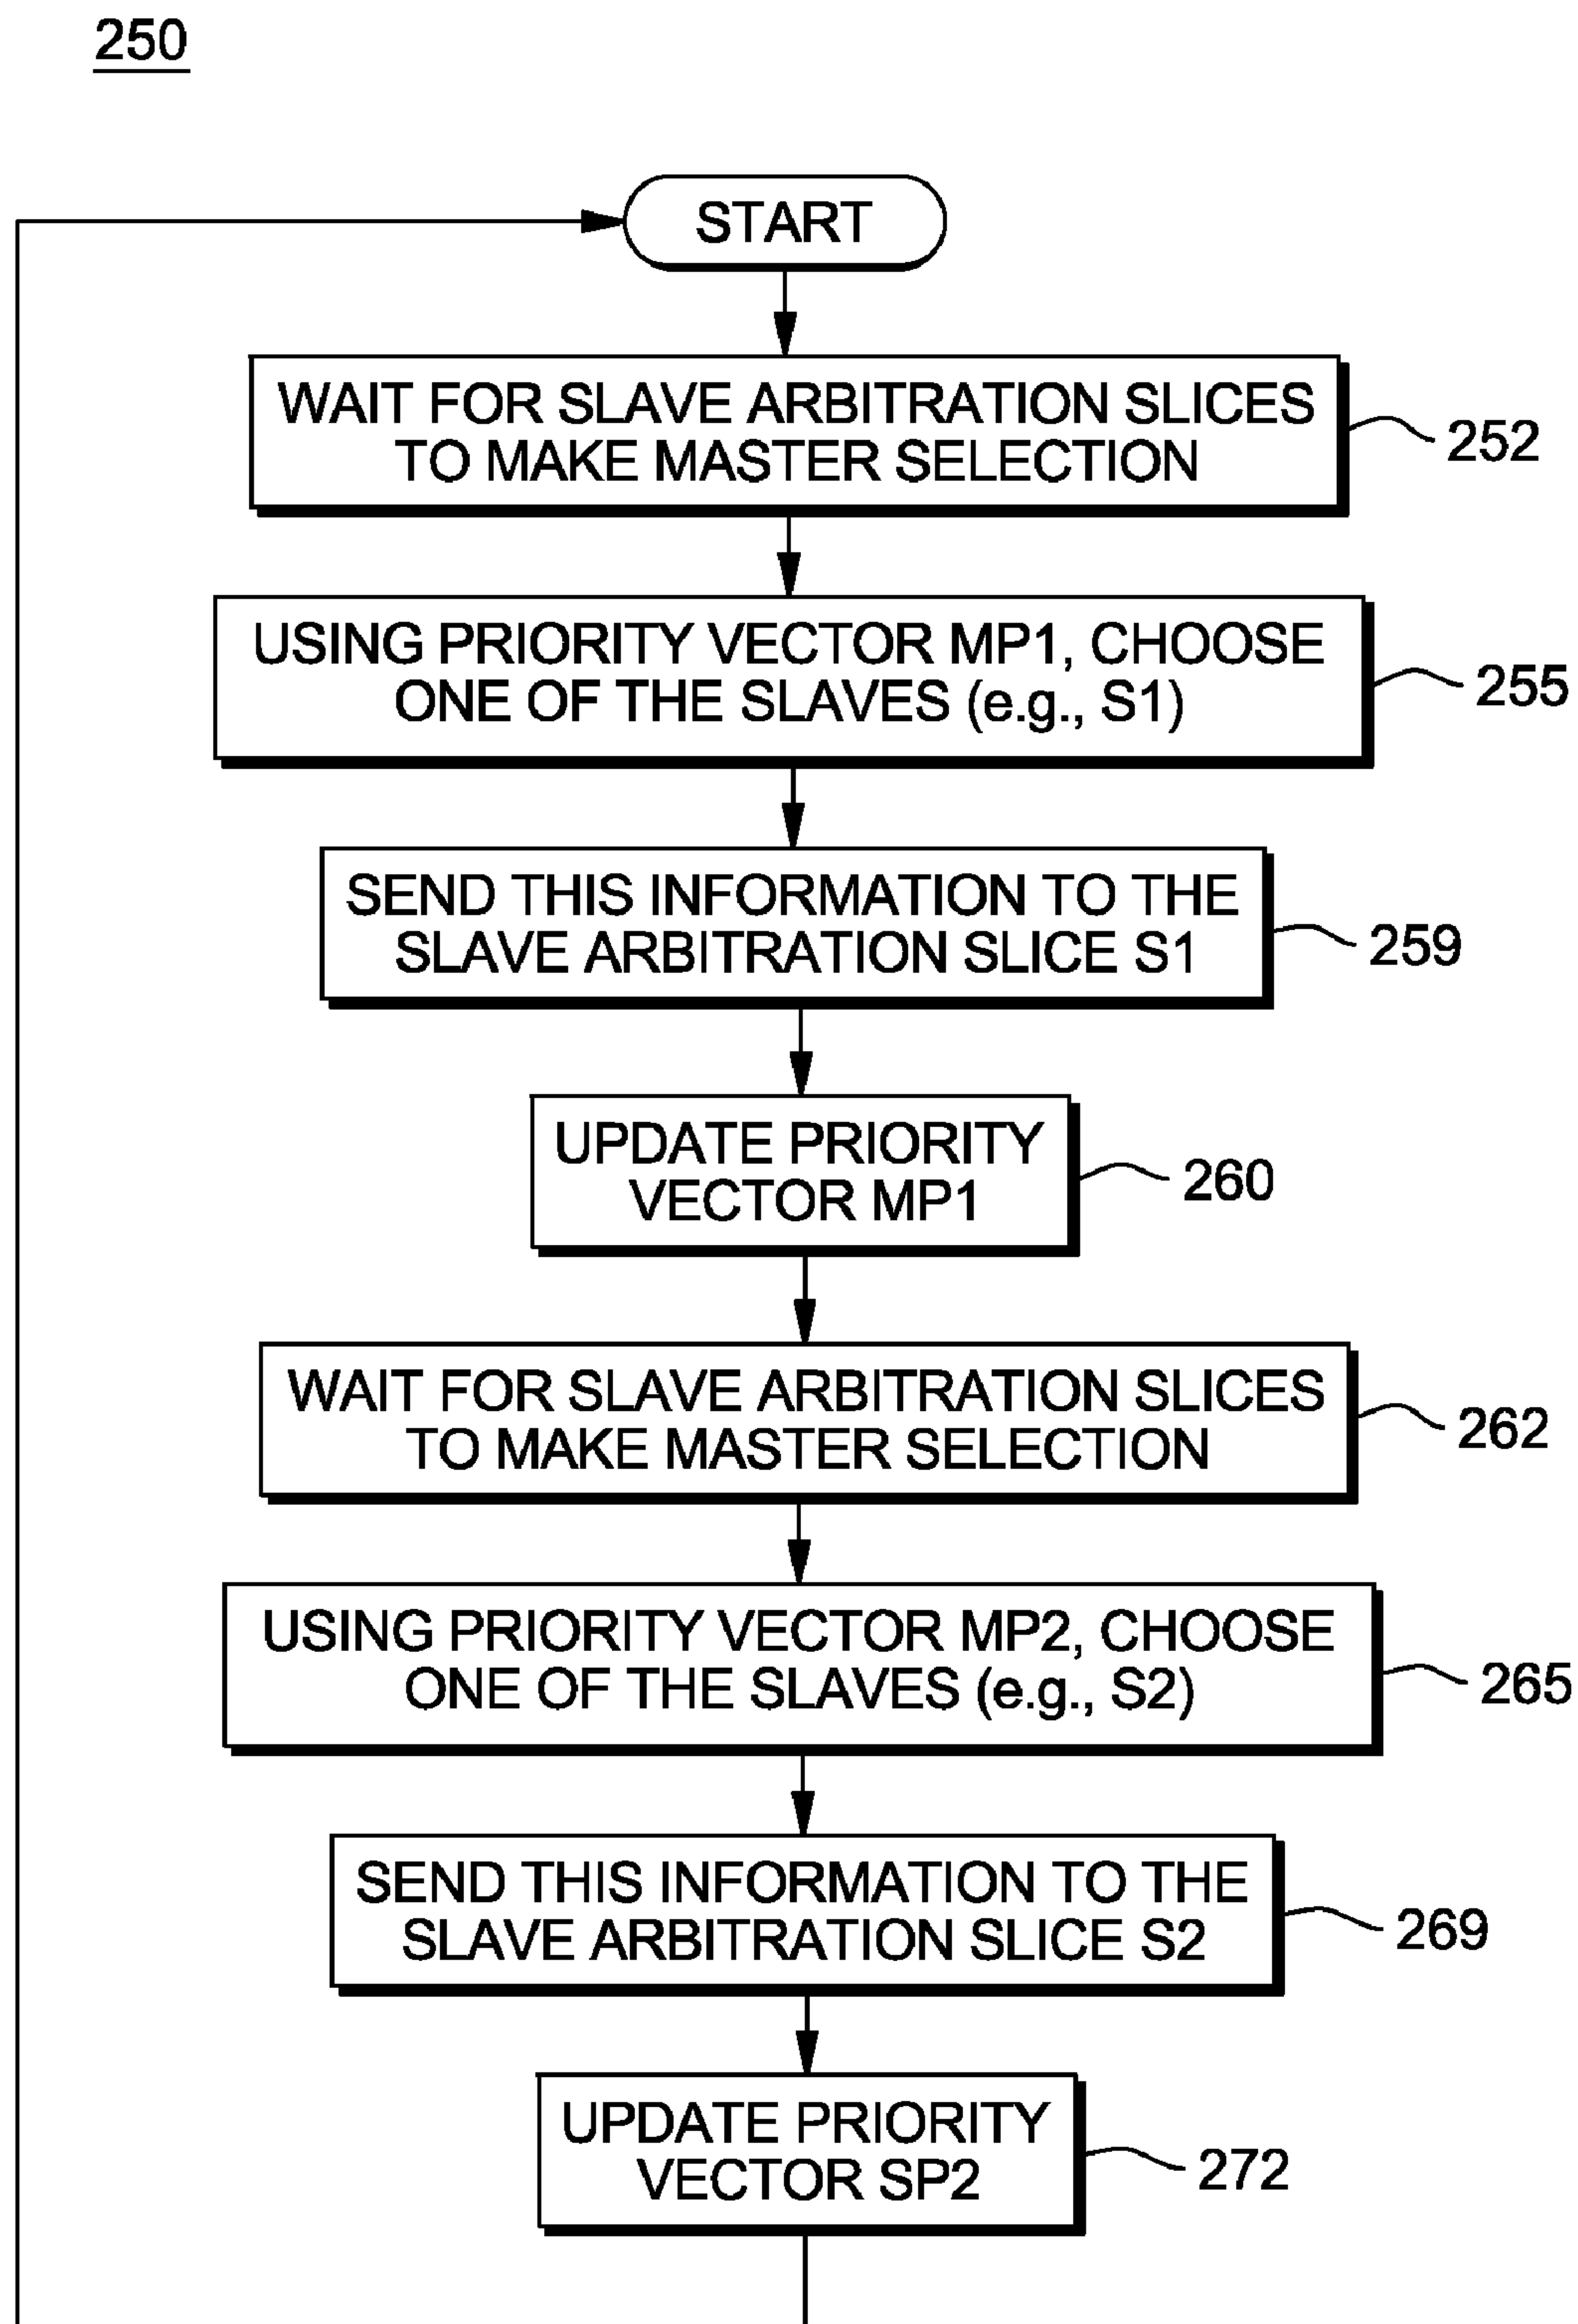 250
START
WAIT FOR SLAVE ARBITRATION SLICES
TO MAKE MASTER SELECTION
252
USING PRIORITY VECTOR MP1, CHOOSE
ONE OF THE SLAVES (e.g., S1)
255
SEND THIS INFORMATION TO THE
SLAVE ARBITRATION SLICE S1
259
UPDATE PRIORITY
VECTOR MP1
260
WAIT FOR SLAVE ARBITRATION SLICES
TO MAKE MASTER SELECTION
262
USING PRIORITY VECTOR MP2, CHOOSE
ONE OF THE SLAVES (e.g., S2)
265
SEND THIS INFORMATION TO THE
SLAVE ARBITRATION SLICE S2
269
UPDATE PRIORITY
VECTOR SP2
272